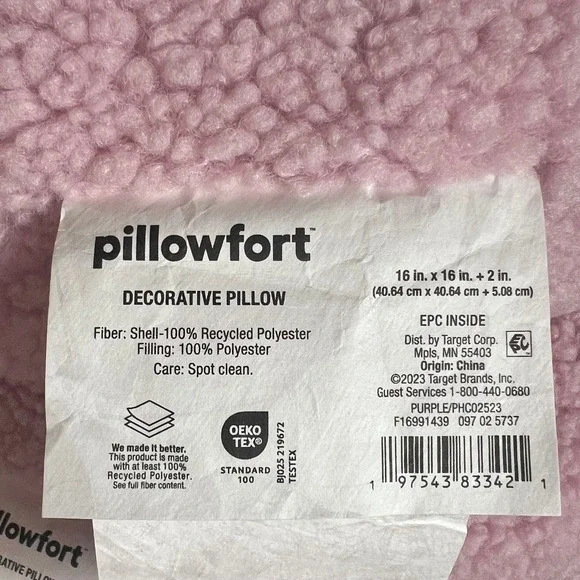 pillowfort™
DECORATIVE PILLOW
Fiber: Shell-100% Recycled Polyester
Filling: 100% Polyester
Care: Spot clean.
We made it better.
This product is made
with at least 100%
Recycled Polyester.
See full fiber content.
OEKO
TEX®
STANDARD
100
BJ025 219672
TESTEX
16 in. x 16 in. + 2 in.
(40.64 cm x 40.64 cm + 5.08 cm)
EPC INSIDE
Dist. by Target Corp.
Mpls, MN 55403
Origin: China
©2023 Target Brands, Inc.
Guest Services 1-800-440-0680
PURPLE/PHC02523
F16991439 097 02 5737
1 97543 83342 1
llowfort™
ORATIVE PILLOW